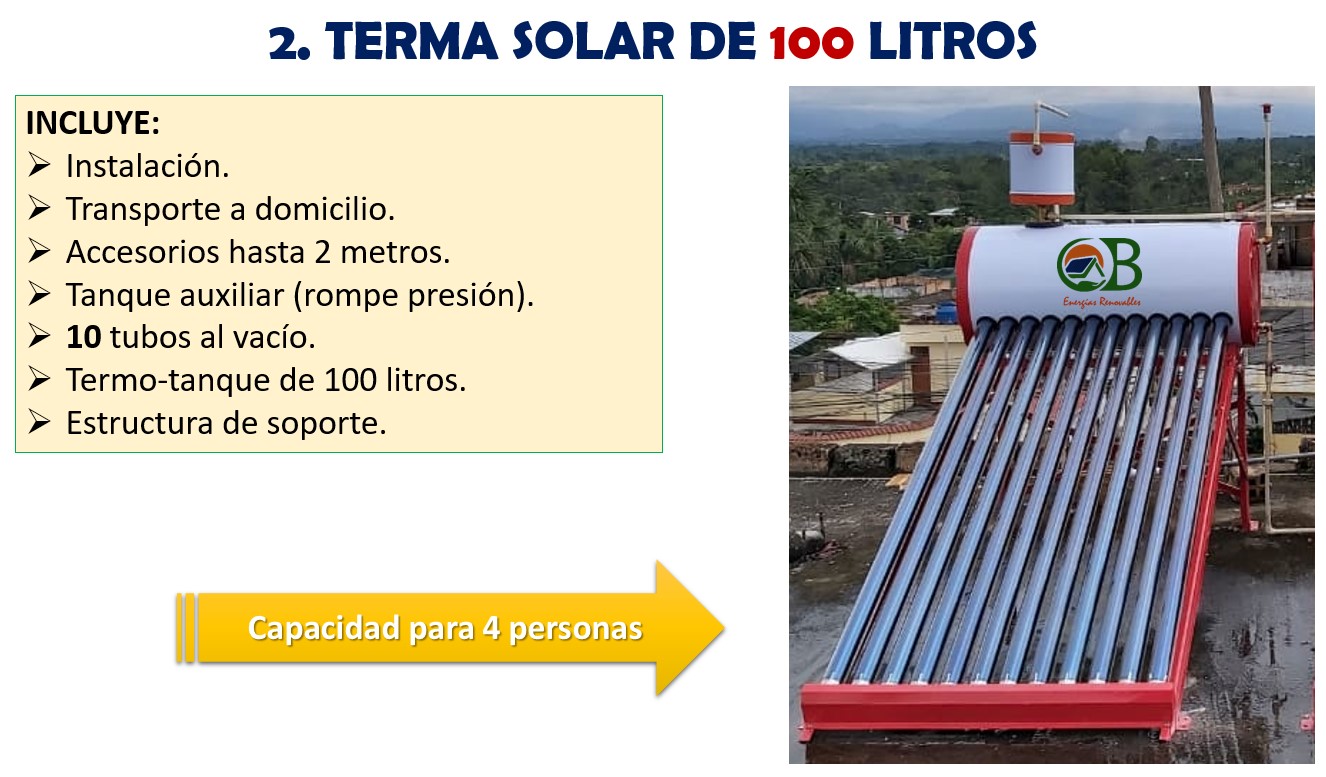 2. TERMA SOLAR DE 100 LITROS
INCLUYE:
➢ Instalación.
➢ Transporte a domicilio.
➢ Accesorios hasta 2 metros.
➢ Tanque auxiliar (rompe presión).
➢ 10 tubos al vacío.
➢ Termo-tanque de 100 litros.
➢ Estructura de soporte.
CB
Energías Renovables
Capacidad para 4 personas